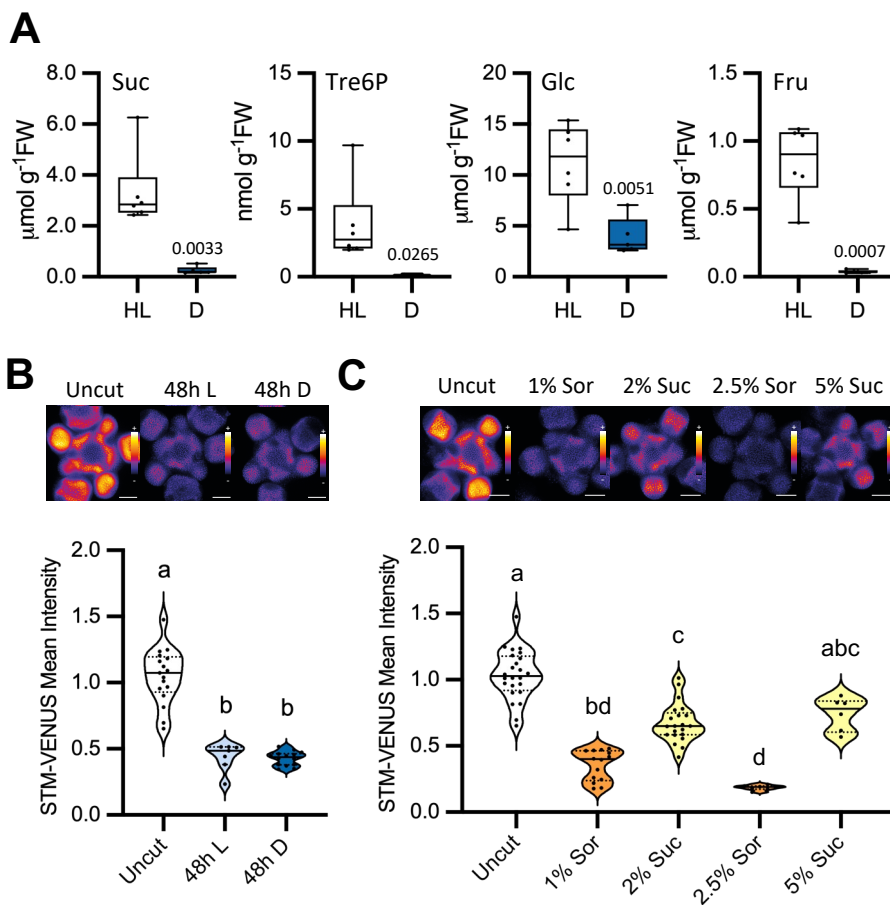 A
Suc
Tre6P
Glc
Fru
8.0
6.0
4.0
2.0
0.0
µmol g⁻¹FW
0.0033
HL
D
15
10
5
0
nmol g⁻¹FW
0.0265
HL
D
20
15
10
5
0
µmol g⁻¹FW
0.0051
HL
D
1.5
1.0
0.5
0.0
µmol g⁻¹FW
0.0007
HL
D
B
Uncut 48h L 48h D
+ + +
- - -
STM-VENUS Mean Intensity
2.0
1.5
1.0
0.5
0.0
a
b
b
Uncut
48h L
48h D
C
Uncut 1% Sor 2% Suc 2.5% Sor 5% Suc
+ + + + +
- - - - -
STM-VENUS Mean Intensity
2.0
1.5
1.0
0.5
0.0
a
bd
c
d
abc
Uncut
1% Sor
2% Suc
2.5% Sor
5% Suc